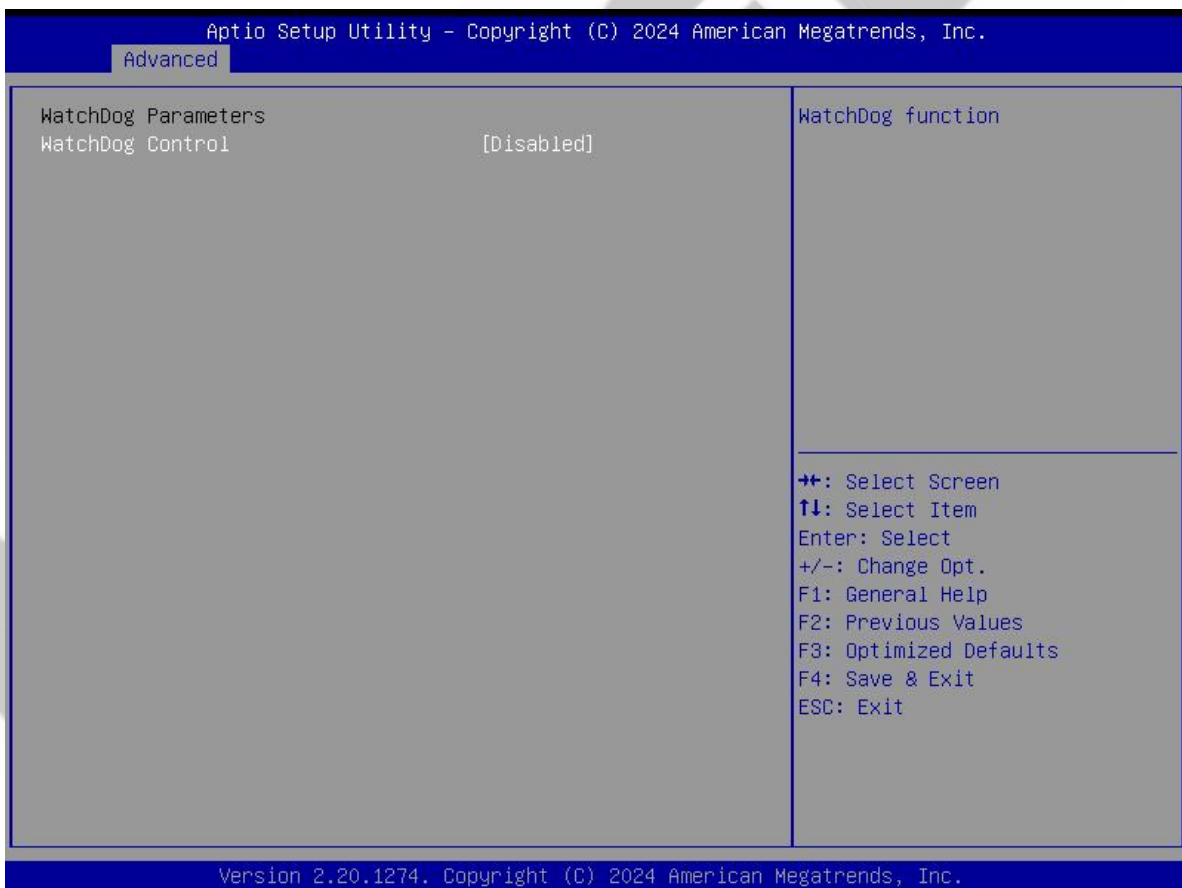 Aptio Setup Utility – Copyright (C) 2024 American Megatrends, Inc.
Advanced
WatchDog Parameters
WatchDog Control [Disabled]
WatchDog function
→←: Select Screen
↑↓: Select Item
Enter: Select
+/-: Change Opt.
F1: General Help
F2: Previous Values
F3: Optimized Defaults
F4: Save & Exit
ESC: Exit
Version 2.20.1274. Copyright (C) 2024 American Megatrends, Inc.